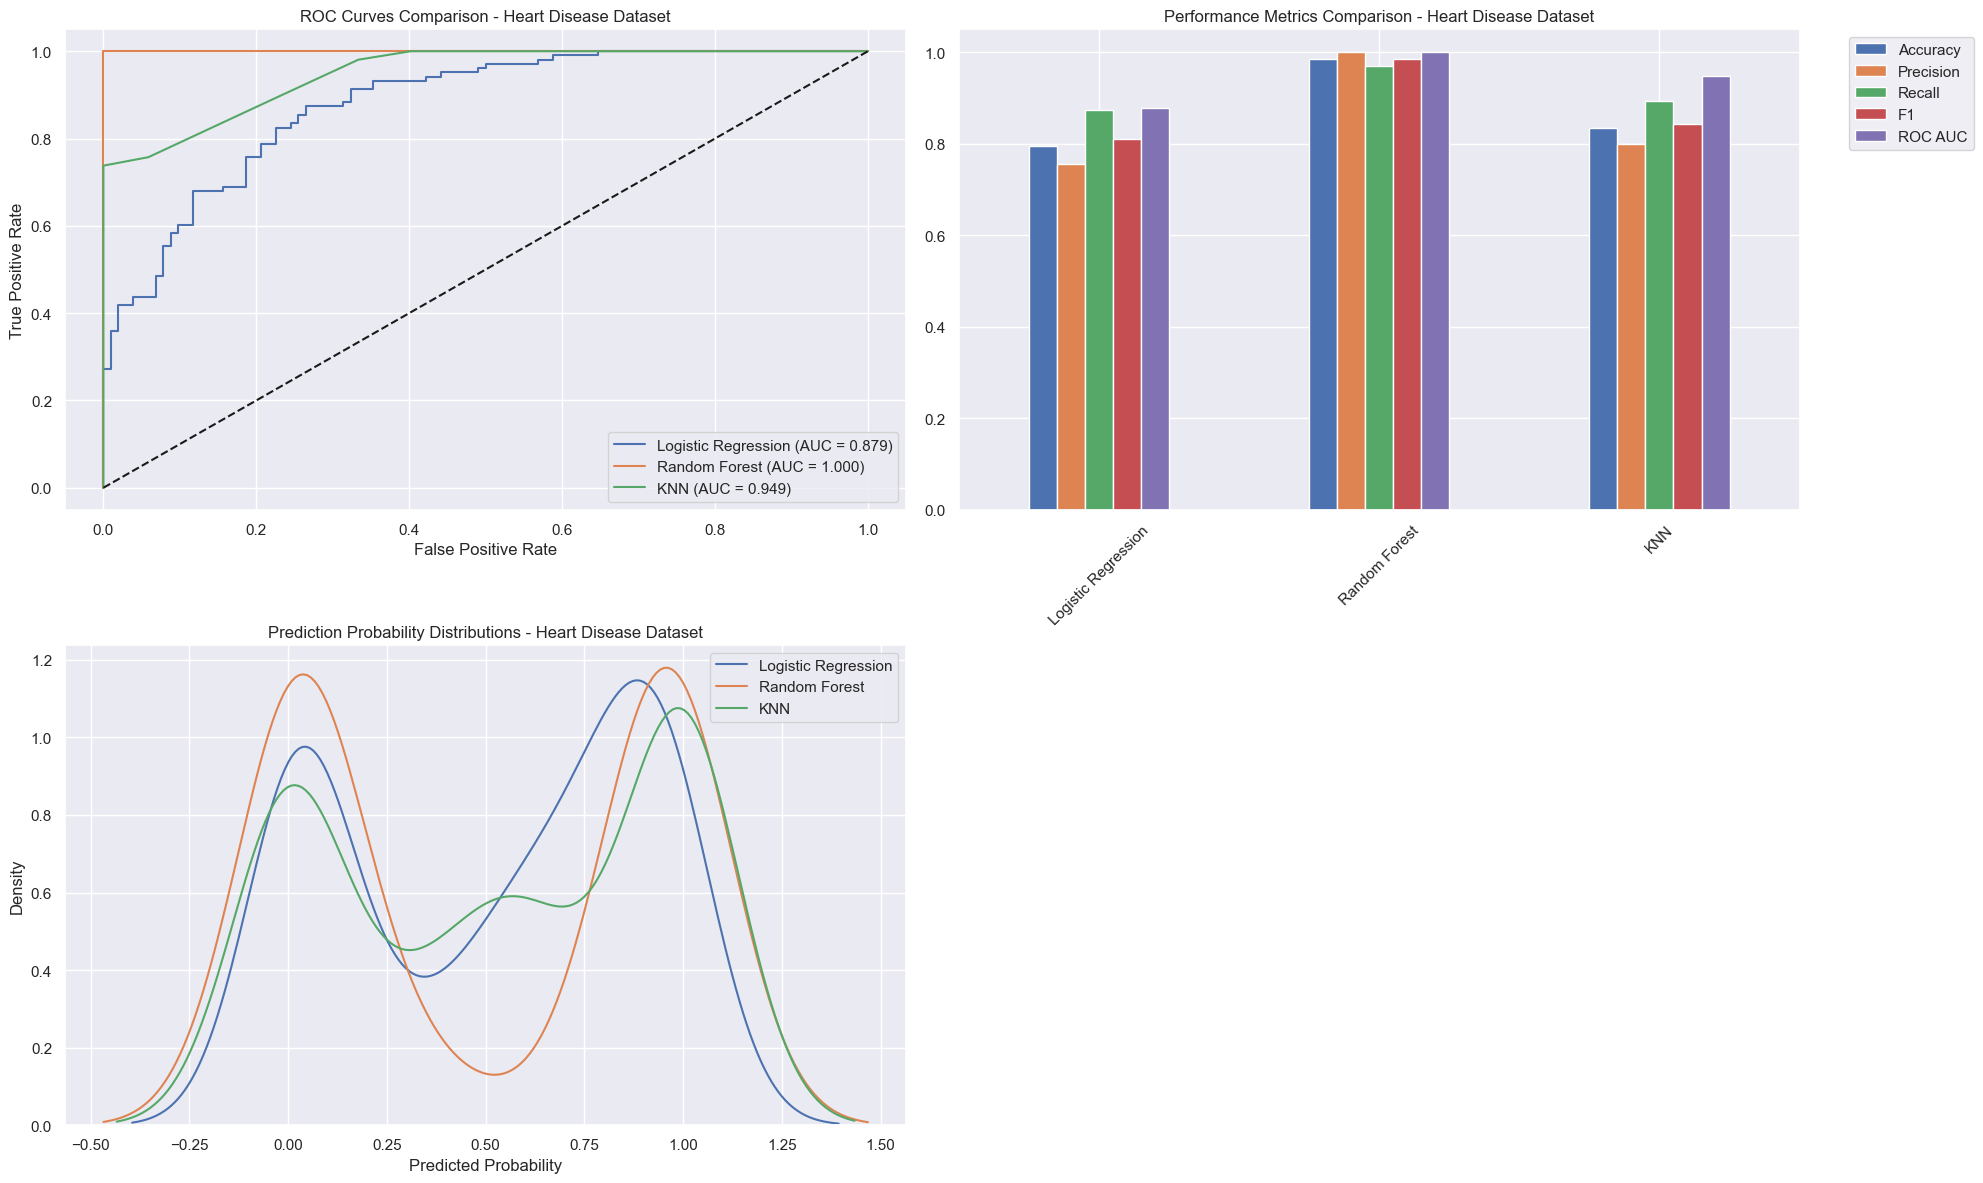 ROC Curves Comparison - Heart Disease Dataset
True Positive Rate
1.0
0.8
0.6
0.4
0.2
0.0
Logistic Regression (AUC = 0.879)
Random Forest (AUC = 1.000)
KNN (AUC = 0.949)
0.0 0.2 0.4 0.6 0.8 1.0
False Positive Rate
Performance Metrics Comparison - Heart Disease Dataset
1.0
0.8
0.6
0.4
0.2
0.0
Accuracy
Precision
Recall
F1
ROC AUC
Logistic Regression
Random Forest
KNN
Prediction Probability Distributions - Heart Disease Dataset
Density
1.2
1.0
0.8
0.6
0.4
0.2
0.0
Logistic Regression
Random Forest
KNN
−0.50 −0.25 0.00 0.25 0.50 0.75 1.00 1.25 1.50
Predicted Probability